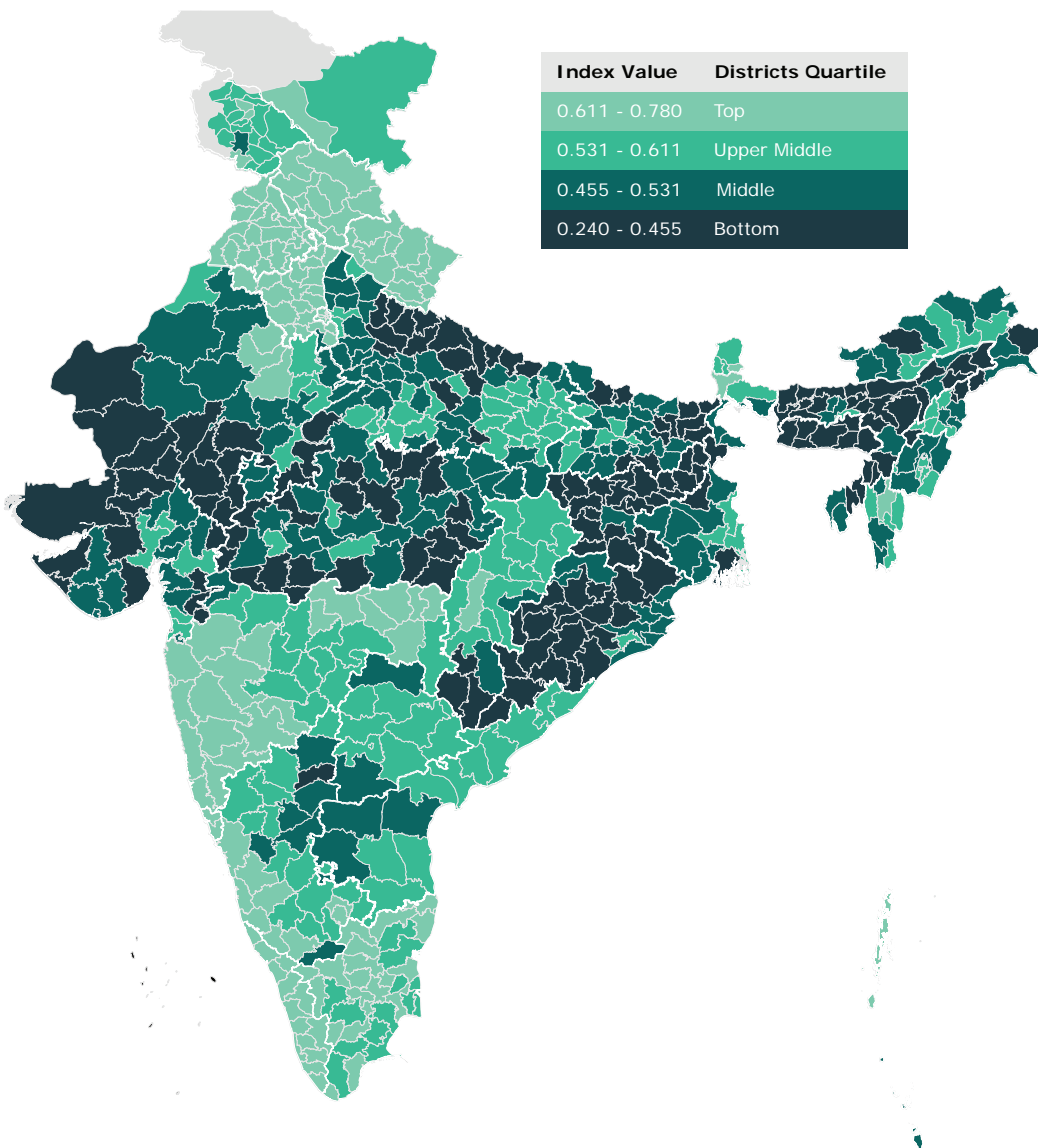 Index Value Districts Quartile
0.611 - 0.780 Top
0.531 - 0.611 Upper Middle
0.455 - 0.531 Middle
0.240 - 0.455 Bottom